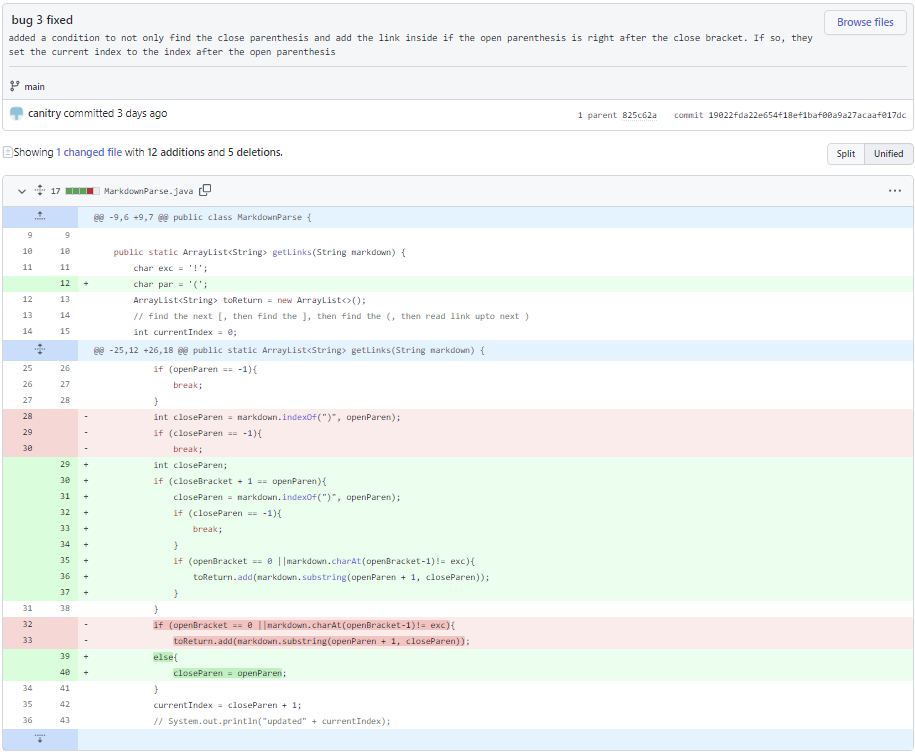 bug 3 fixed
Browse files
added a condition to not only find the close parenthesis and add the link inside if the open parenthesis is right after the close bracket. If so, they
set the current index to the index after the open parenthesis
main
canitry committed 3 days ago
1 parent 825c62a commit 19022fda22e654f18ef1baf00a9a27acaaf017dc
Showing 1 changed file with 12 additions and 5 deletions.
Split Unified
17 MarkdownParse.java
@@ -9,6 +9,7 @@ public class MarkdownParse {
9 9
10 10 public static ArrayList<String> getLinks(String markdown) {
11 11 char exc = '!';
12 + char par = '(';
12 13 ArrayList<String> toReturn = new ArrayList<>();
13 14 // find the next [, then find the ], then find the (, then read link upto next )
14 15 int currentIndex = 0;
@@ -25,12 +26,18 @@ public static ArrayList<String> getLinks(String markdown) {
25 26 if (openParen == -1){
26 27 break;
27 28 }
28 - int closeParen = markdown.indexOf(")", openParen);
29 - if (closeParen == -1){
30 - break;
29 + int closeParen;
30 + if (closeBracket + 1 == openParen){
31 + closeParen = markdown.indexOf(")", openParen);
32 + if (closeParen == -1){
33 + break;
34 + }
35 + if (openBracket == 0 ||markdown.charAt(openBracket-1)!= exc){
36 + toReturn.add(markdown.substring(openParen + 1, closeParen));
37 + }
31 38 }
32 - if (openBracket == 0 ||markdown.charAt(openBracket-1)!= exc){
33 - toReturn.add(markdown.substring(openParen + 1, closeParen));
39 + else{
40 + closeParen = openParen;
34 41 }
35 42 currentIndex = closeParen + 1;
36 43 // System.out.println("updated" + currentIndex);